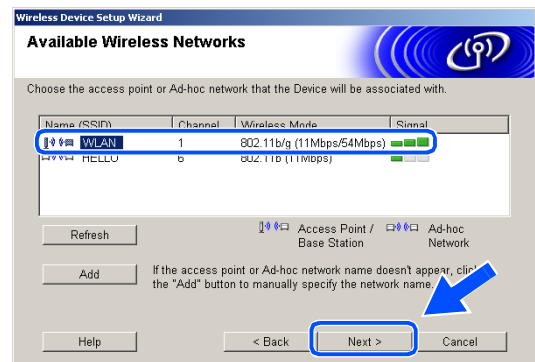 Wireless Device Setup Wizard
Available Wireless Networks
Choose the access point or Ad-hoc network that the Device will be associated with.
Name (SSID) Channel Wireless Mode Signal
WLAN 1 802.11b/g (11Mbps/54Mbps)
HELLO 6 802.11b (11Mbps)
Refresh
Access Point /
Base Station
Ad-hoc
Network
Add
If the access point or Ad-hoc network name doesn't appear, click
the "Add" button to manually specify the network name.
Help < Back Next > Cancel